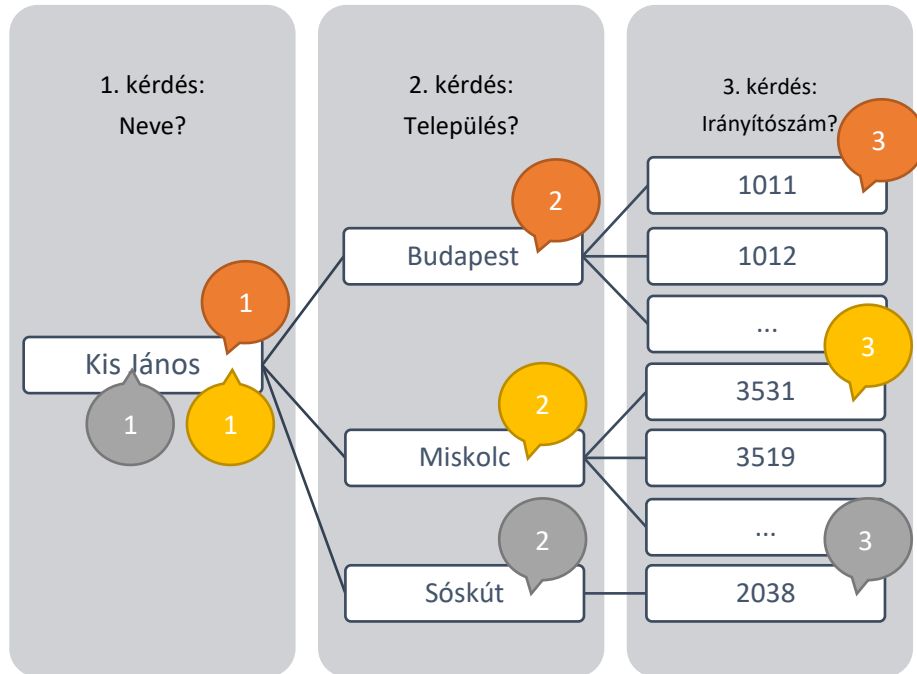 1. kérdés:
Neve?
2. kérdés:
Település?
3. kérdés:
Irányítószám?
3
1011
2
Budapest
1012
1
...
3
Kis János
3531
1
1
2
Miskolc
3519
...
2
3
Sóskút
2038